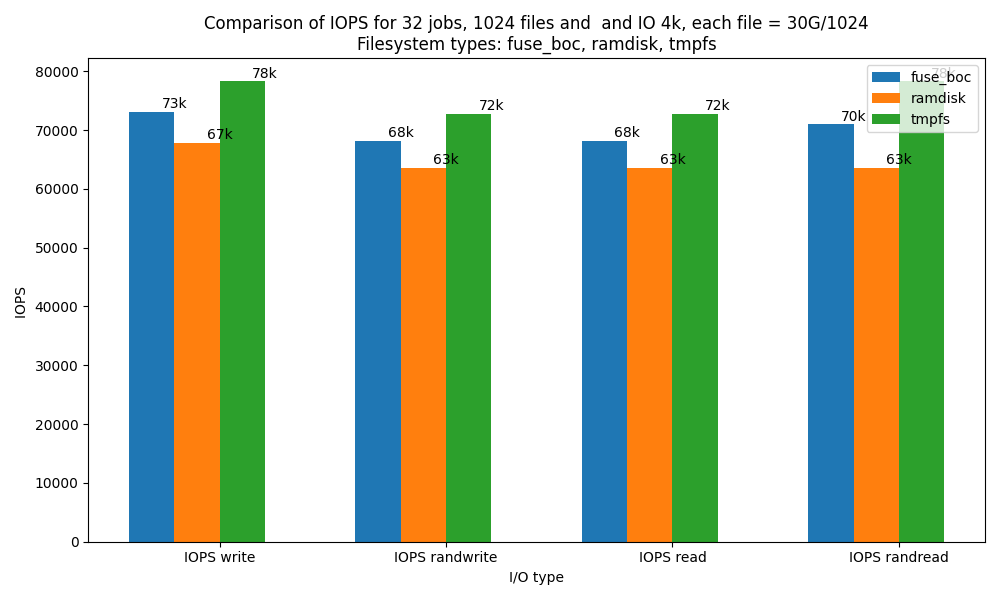 Comparison of IOPS for 32 jobs, 1024 files and  and IO 4k, each file = 30G/1024
Filesystem types: fuse_boc, ramdisk, tmpfs
fuse_boc
ramdisk
tmpfs
IOPS
80000
70000
60000
50000
40000
30000
20000
10000
0
73k
67k
78k
68k
63k
72k
68k
63k
72k
70k
63k
78k
IOPS write
IOPS randwrite
IOPS read
IOPS randread
I/O type